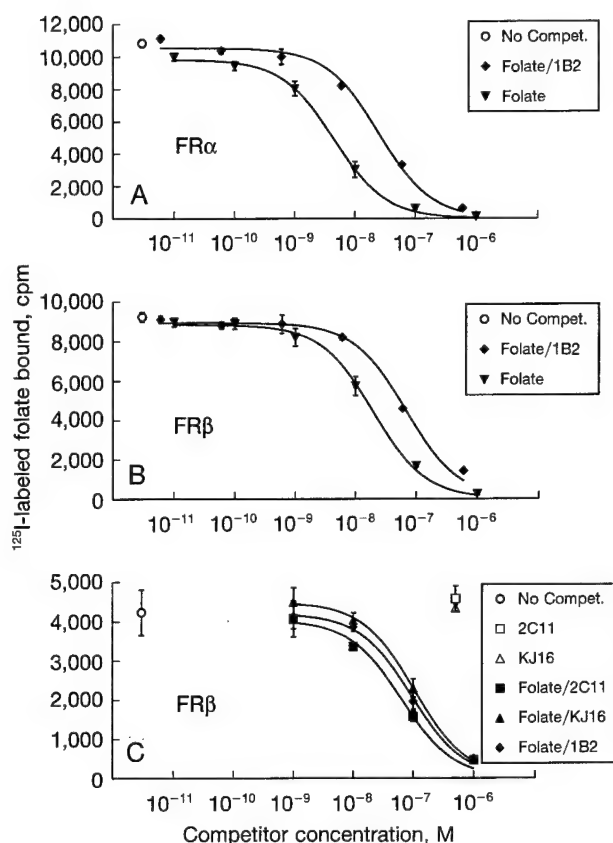 12,000
10,000
8,000
6,000
4,000
2,000
0
FRα
A
○ No Compet.
◆ Folate/1B2
▼ Folate
10⁻¹¹ 10⁻¹⁰ 10⁻⁹ 10⁻⁸ 10⁻⁷ 10⁻⁶
¹²⁵I-labeled folate bound, cpm
10,000
8,000
6,000
4,000
2,000
0
FRβ
B
○ No Compet.
◆ Folate/1B2
▼ Folate
10⁻¹¹ 10⁻¹⁰ 10⁻⁹ 10⁻⁸ 10⁻⁷ 10⁻⁶
5,000
4,000
3,000
2,000
1,000
0
FRβ
C
○ No Compet.
□ 2C11
△ KJ16
■ Folate/2C11
▲ Folate/KJ16
◆ Folate/1B2
10⁻¹¹ 10⁻¹⁰ 10⁻⁹ 10⁻⁸ 10⁻⁷ 10⁻⁶
Competitor concentration, M